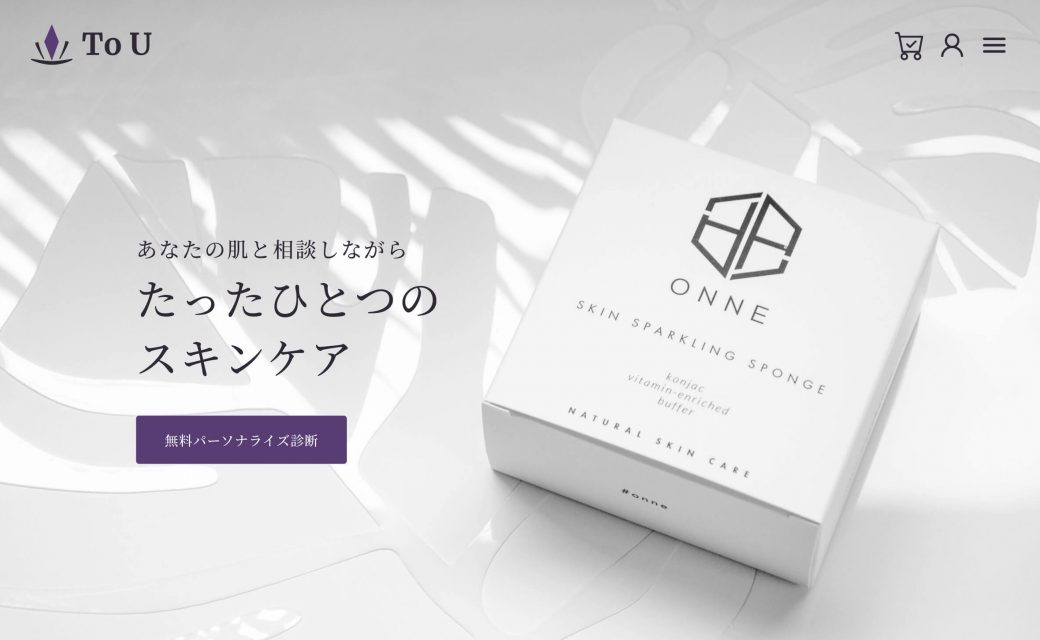 To U
あなたの肌と相談しながら
たったひとつの
スキンケア
無料パーソナライズ診断
ONNE
SKIN SPARKLING SPONGE
konjac
vitamin-enriched
buffer
NATURAL SKIN CARE
#onne